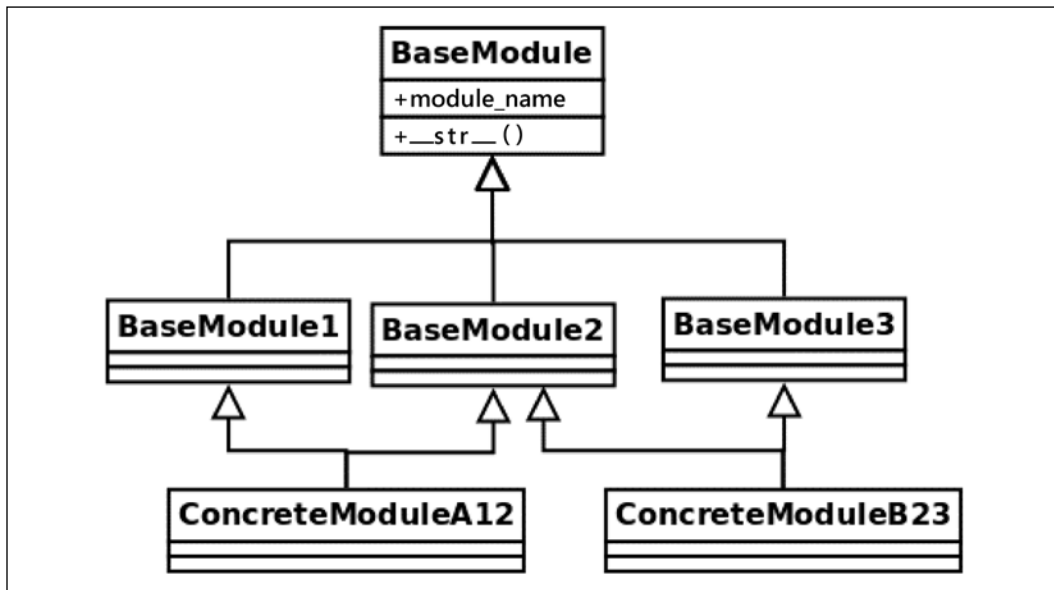 BaseModule
+module_name
+__str__()
BaseModule1
BaseModule2
BaseModule3
ConcreteModuleA12
ConcreteModuleB23